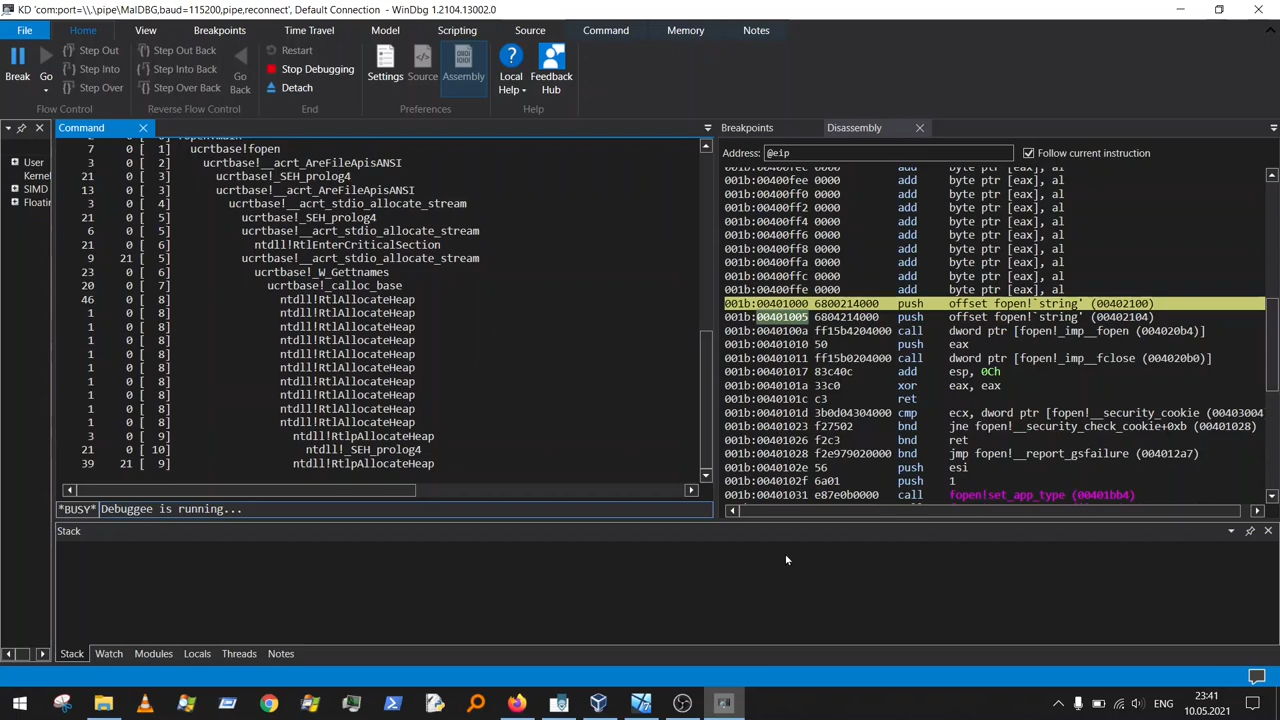 KD 'com:port=\\.\pipe\MalDBG,baud=115200,pipe,reconnect', Default Connection - WinDbg 1.2104.13002.0
File Home View Breakpoints Time Travel Model Scripting Source Command Memory Notes
Break
Go
Step Out
Step Into
Step Over
Flow Control
Step Out Back
Step Into Back
Step Over Back
Go Back
Reverse Flow Control
Restart
Stop Debugging
Detach
End
Settings
Source
Assembly
Preferences
Local Help
Feedback Hub
Help
User
Kerne
SIMD
Floatin
Command
7 0 [ 1] ucrtbase!fopen
3 0 [ 2] ucrtbase!__acrt_AreFileApisANSI
21 0 [ 3] ucrtbase!_SEH_prolog4
13 0 [ 3] ucrtbase!__acrt_AreFileApisANSI
3 0 [ 4] ucrtbase!__acrt_stdio_allocate_stream
21 0 [ 5] ucrtbase!_SEH_prolog4
6 0 [ 5] ucrtbase!__acrt_stdio_allocate_stream
21 0 [ 6] ntdll!RtlEnterCriticalSection
9 21 [ 5] ucrtbase!__acrt_stdio_allocate_stream
23 0 [ 6] ucrtbase!_W_Gettnames
20 0 [ 7] ucrtbase!_calloc_base
46 0 [ 8] ntdll!RtlAllocateHeap
1 0 [ 8] ntdll!RtlAllocateHeap
1 0 [ 8] ntdll!RtlAllocateHeap
1 0 [ 8] ntdll!RtlAllocateHeap
1 0 [ 8] ntdll!RtlAllocateHeap
1 0 [ 8] ntdll!RtlAllocateHeap
1 0 [ 8] ntdll!RtlAllocateHeap
1 0 [ 8] ntdll!RtlAllocateHeap
1 0 [ 8] ntdll!RtlAllocateHeap
1 0 [ 8] ntdll!RtlAllocateHeap
3 0 [ 9] ntdll!RtlpAllocateHeap
21 0 [ 10] ntdll!_SEH_prolog4
39 21 [ 9] ntdll!RtlpAllocateHeap
*BUSY* Debuggee is running...
Breakpoints Disassembly
Address: @eip Follow current instruction
001b:00400fec 0000 add byte ptr [eax], al
001b:00400fee 0000 add byte ptr [eax], al
001b:00400ff0 0000 add byte ptr [eax], al
001b:00400ff2 0000 add byte ptr [eax], al
001b:00400ff4 0000 add byte ptr [eax], al
001b:00400ff6 0000 add byte ptr [eax], al
001b:00400ff8 0000 add byte ptr [eax], al
001b:00400ffa 0000 add byte ptr [eax], al
001b:00400ffc 0000 add byte ptr [eax], al
001b:00400ffe 0000 add byte ptr [eax], al
001b:00401000 6800214000 push offset fopen!`string' (00402100)
001b:00401005 6804214000 push offset fopen!`string' (00402104)
001b:0040100a ff15b4204000 call dword ptr [fopen!_imp__fopen (004020b4)]
001b:00401010 50 push eax
001b:00401011 ff15b0204000 call dword ptr [fopen!_imp__fclose (004020b0)]
001b:00401017 83c40c add esp, 0Ch
001b:0040101a 33c0 xor eax, eax
001b:0040101c c3 ret
001b:0040101d 3b0d04304000 cmp ecx, dword ptr [fopen!__security_cookie (00403004
001b:00401023 f27502 bnd jne fopen!__security_check_cookie+0xb (00401028)
001b:00401026 f2c3 bnd ret
001b:00401028 f2e979020000 bnd jmp fopen!__report_gsfailure (004012a7)
001b:0040102e 56 push esi
001b:0040102f 6a01 push 1
001b:00401031 e87e0b0000 call fopen!set_app_type (00401bb4)
Stack
Stack Watch Modules Locals Threads Notes
ENG
23:41
10.05.2021